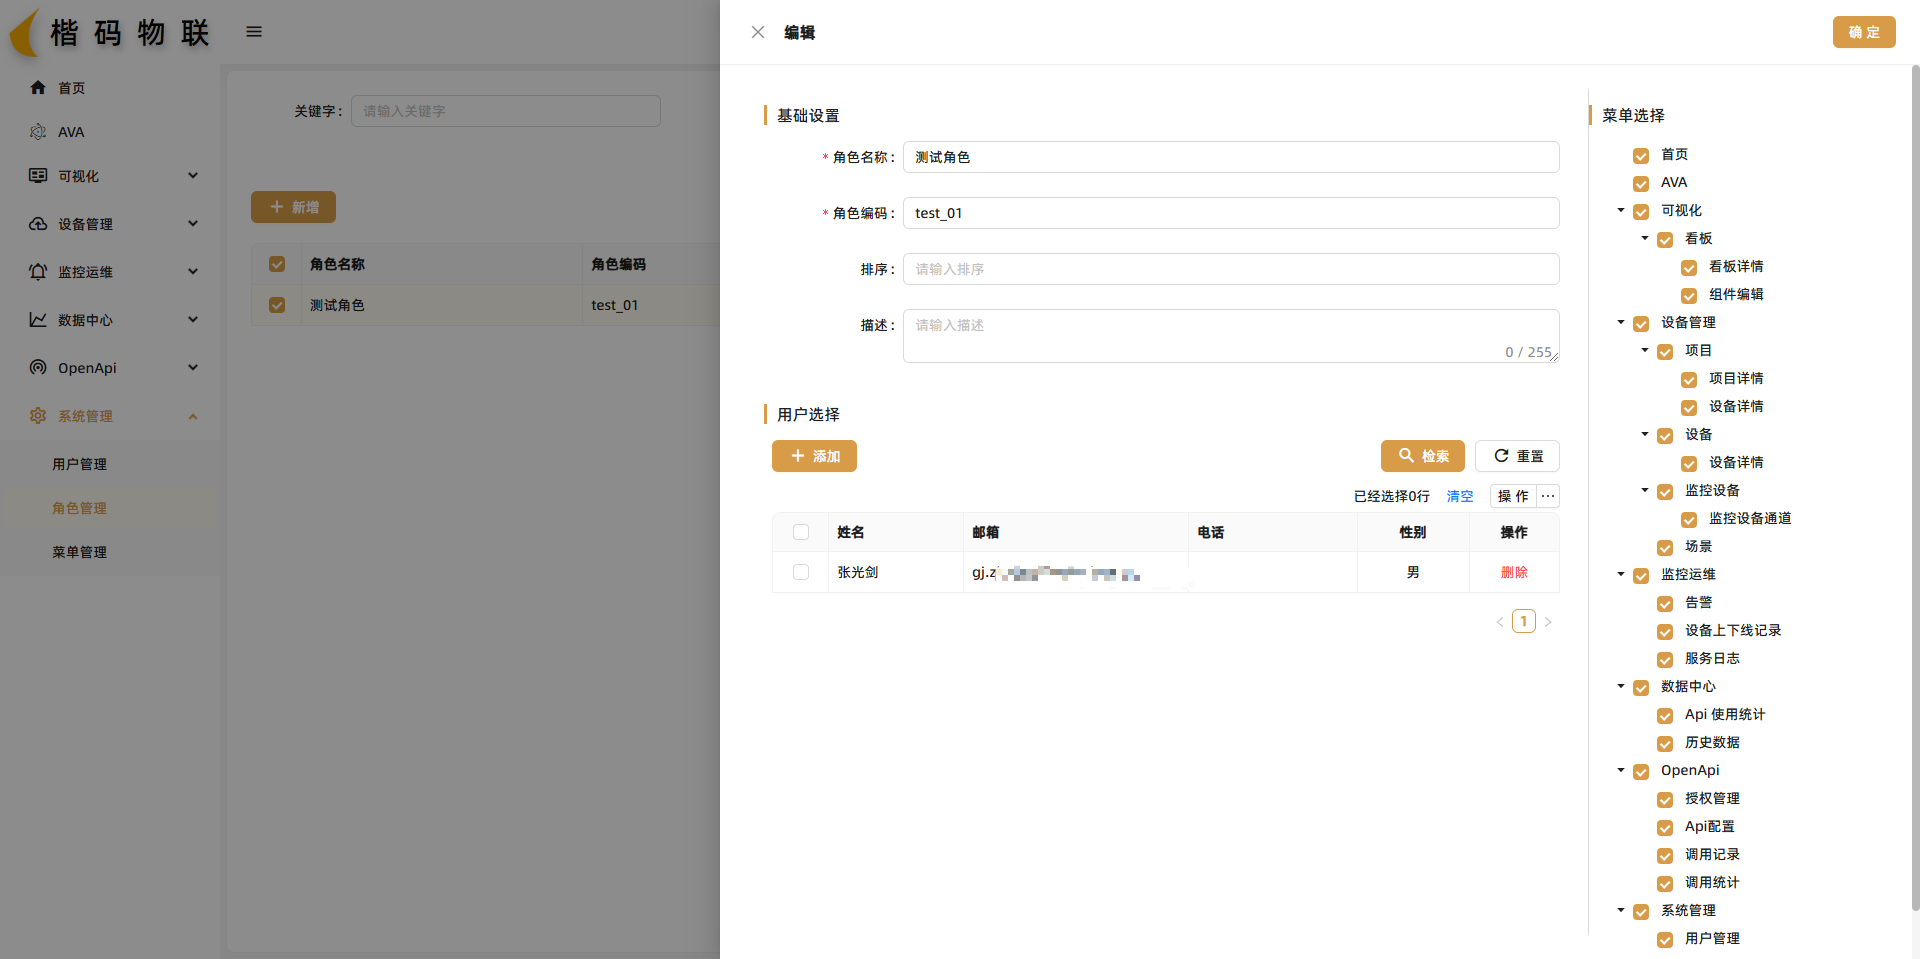 楷码物联
首页
AVA
可视化
设备管理
监控运维
数据中心
OpenApi
系统管理
用户管理
角色管理
菜单管理
关键字: 请输入关键字
新增
角色名称 角色编码
测试角色 test_01
编辑
确 定
基础设置
* 角色名称: 测试角色
* 角色编码: test_01
排序: 请输入排序
描述: 请输入描述
0 / 255
用户选择
添加 检索 重置
已经选择0行 清空 操 作 ···
姓名 邮箱 电话 性别 操作
张光剑 男 删除
1
菜单选择
首页
AVA
可视化
看板
看板详情
组件编辑
设备管理
项目
项目详情
设备详情
设备
设备详情
监控设备
监控设备通道
场景
监控运维
告警
设备上下线记录
服务日志
数据中心
Api 使用统计
历史数据
OpenApi
授权管理
Api配置
调用记录
调用统计
系统管理
用户管理